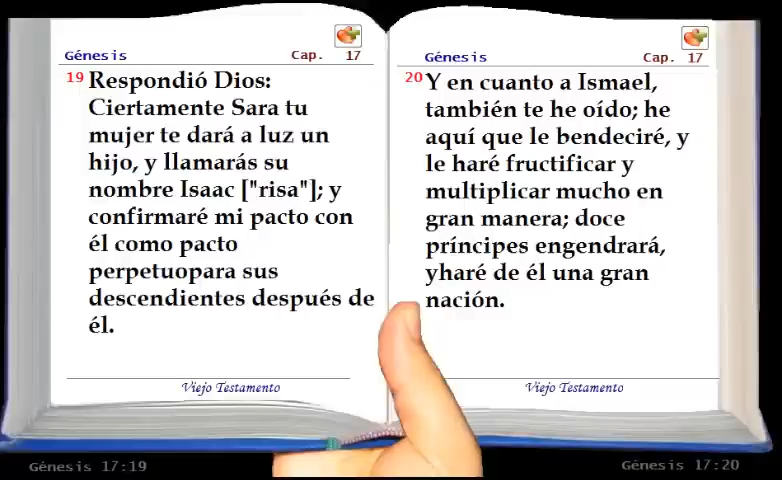 Génesis
Cap. 17
19 Respondió Dios:
Ciertamente Sara tu
mujer te dará a luz un
hijo, y llamarás su
nombre Isaac ["risa"]; y
confirmaré mi pacto con
él como pacto
perpetuopara sus
descendientes después de
él.
Viejo Testamento
Génesis 17:19
Génesis
Cap. 17
20 Y en cuanto a Ismael,
también te he oído; he
aquí que le bendeciré, y
le haré fructificar y
multiplicar mucho en
gran manera; doce
príncipes engendrará,
yharé de él una gran
nación.
Viejo Testamento
Génesis 17:20